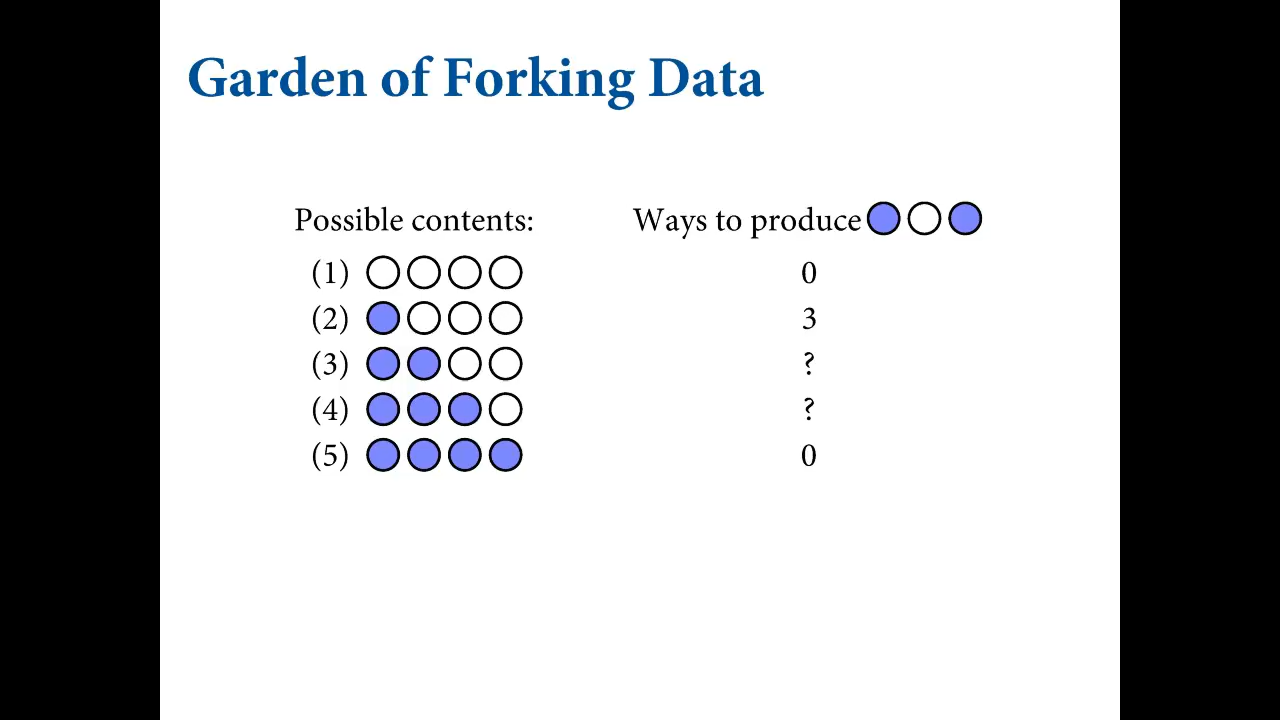 Garden of Forking Data
Possible contents: Ways to produce
(1) 0
(2) 3
(3) ?
(4) ?
(5) 0